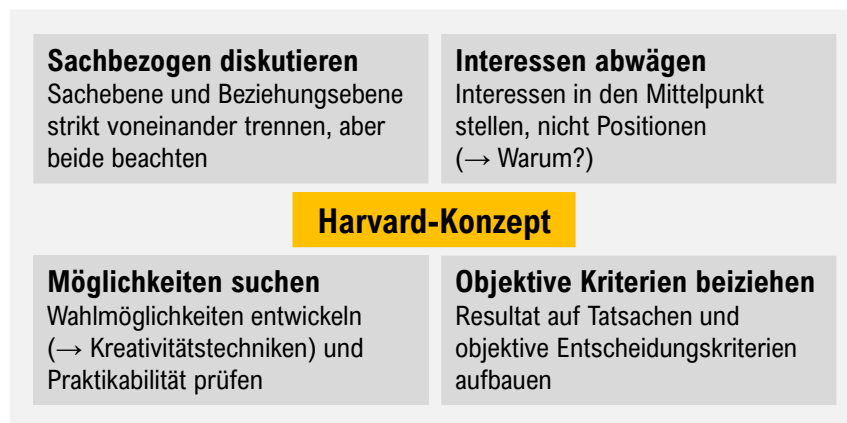 Sachbezogen diskutieren
Sachebene und Beziehungsebene
strikt voneinander trennen, aber
beide beachten
Interessen abwägen
Interessen in den Mittelpunkt
stellen, nicht Positionen
(→ Warum?)
Harvard-Konzept
Möglichkeiten suchen
Wahlmöglichkeiten entwickeln
(→ Kreativitätstechniken) und
Praktikabilität prüfen
Objektive Kriterien beiziehen
Resultat auf Tatsachen und
objektive Entscheidungskriterien
aufbauen